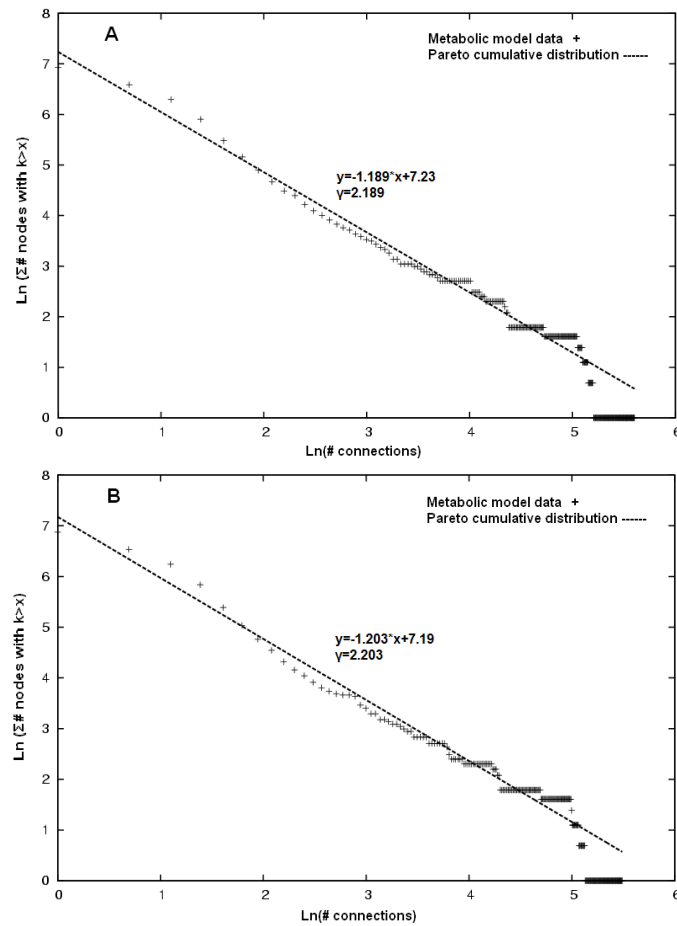 A
Metabolic model data +
Pareto cumulative distribution ------
y=-1.189*x+7.23
γ=2.189
Ln (Σ# nodes with k>x)
8
7
6
5
4
3
2
1
0
0 1 2 3 4 5 6
Ln(# connections)
B
Metabolic model data +
Pareto cumulative distribution ------
y=-1.203*x+7.19
γ=2.203
Ln (Σ# nodes with k>x)
8
7
6
5
4
3
2
1
0
0 1 2 3 4 5 6
Ln(# connections)